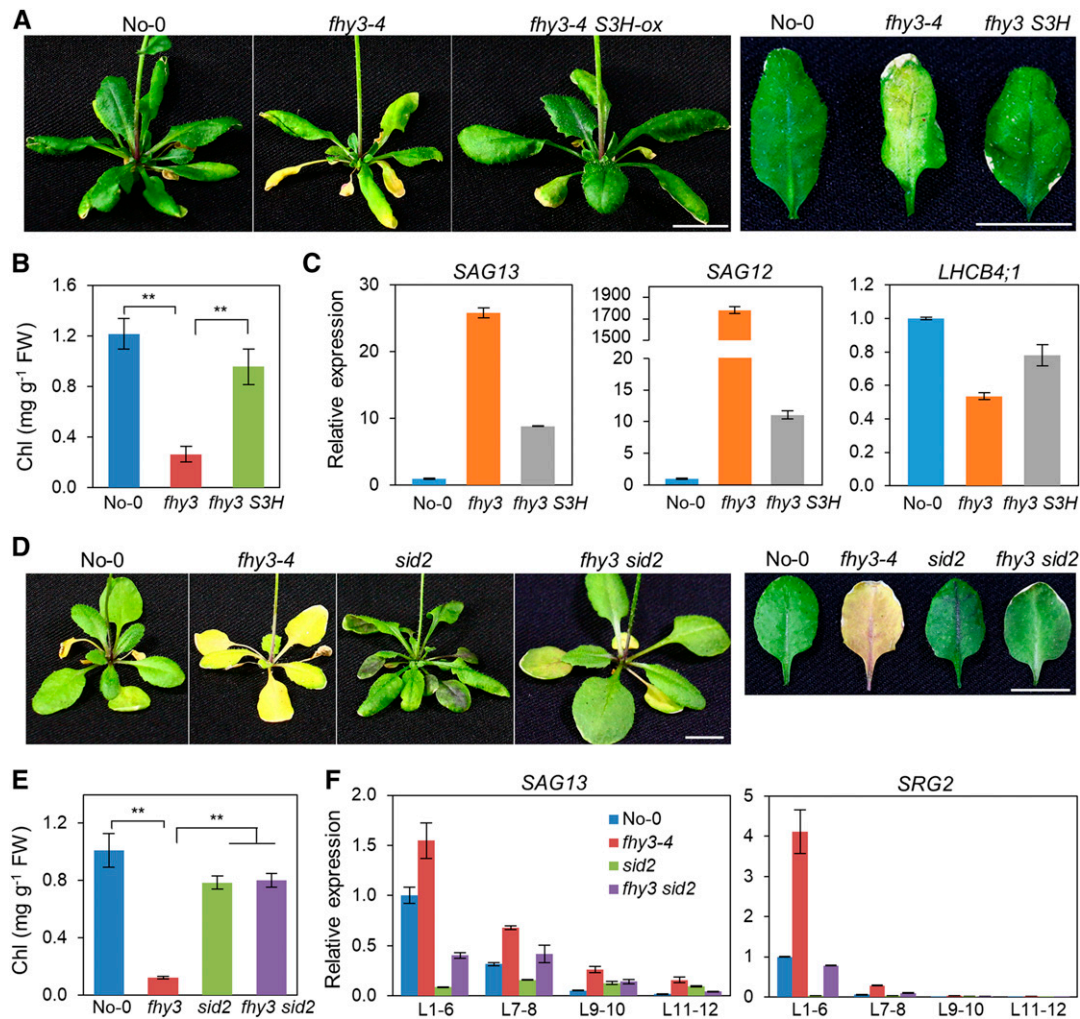 A
No-0 fhy3-4 fhy3-4 S3H-ox No-0 fhy3-4 fhy3 S3H
B
Chl (mg g-1 FW)
1.6
1.2
0.8
0.4
0.0
** **
No-0 fhy3 fhy3 S3H
C
Relative expression
SAG13
30
20
10
0
No-0 fhy3 fhy3 S3H
SAG12
1900
1700
1500
20
15
10
5
0
No-0 fhy3 fhy3 S3H
LHCB4;1
1.0
0.8
0.6
0.4
0.2
0.0
No-0 fhy3 fhy3 S3H
D
No-0 fhy3-4 sid2 fhy3 sid2 No-0 fhy3-4 sid2 fhy3 sid2
E
Chl (mg g-1 FW)
1.2
0.8
0.4
0.0
** **
No-0 fhy3 sid2 fhy3 sid2
F
Relative expression
SAG13
2.0
1.5
1.0
0.5
0.0
No-0
fhy3-4
sid2
fhy3 sid2
L1-6 L7-8 L9-10 L11-12
SRG2
5
4
3
2
1
0
L1-6 L7-8 L9-10 L11-12